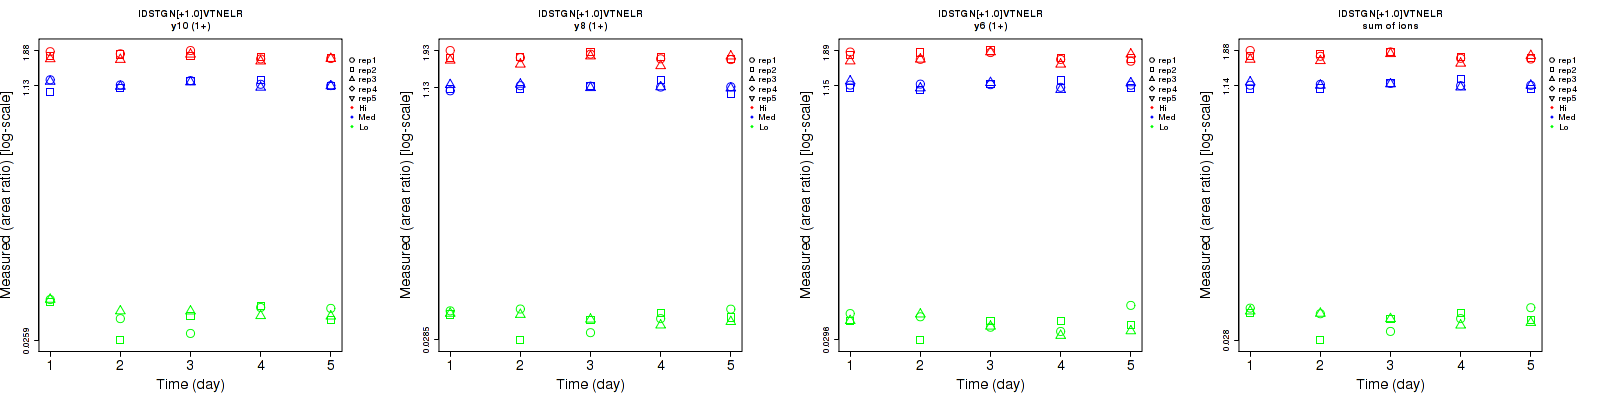 IDSTGN[+1.0]VTNELR
y10 (1+)
Measured (area ratio) [log-scale]
1.88
1.13
0.0259
1 2 3 4 5
Time (day)
rep1
rep2
rep3
rep4
rep5
Hi
Med
Lo
IDSTGN[+1.0]VTNELR
y8 (1+)
Measured (area ratio) [log-scale]
1.93
1.13
0.0285
1 2 3 4 5
Time (day)
rep1
rep2
rep3
rep4
rep5
Hi
Med
Lo
IDSTGN[+1.0]VTNELR
y6 (1+)
Measured (area ratio) [log-scale]
1.89
1.15
0.0296
1 2 3 4 5
Time (day)
rep1
rep2
rep3
rep4
rep5
Hi
Med
Lo
IDSTGN[+1.0]VTNELR
sum of ions
Measured (area ratio) [log-scale]
1.88
1.14
0.028
1 2 3 4 5
Time (day)
rep1
rep2
rep3
rep4
rep5
Hi
Med
Lo